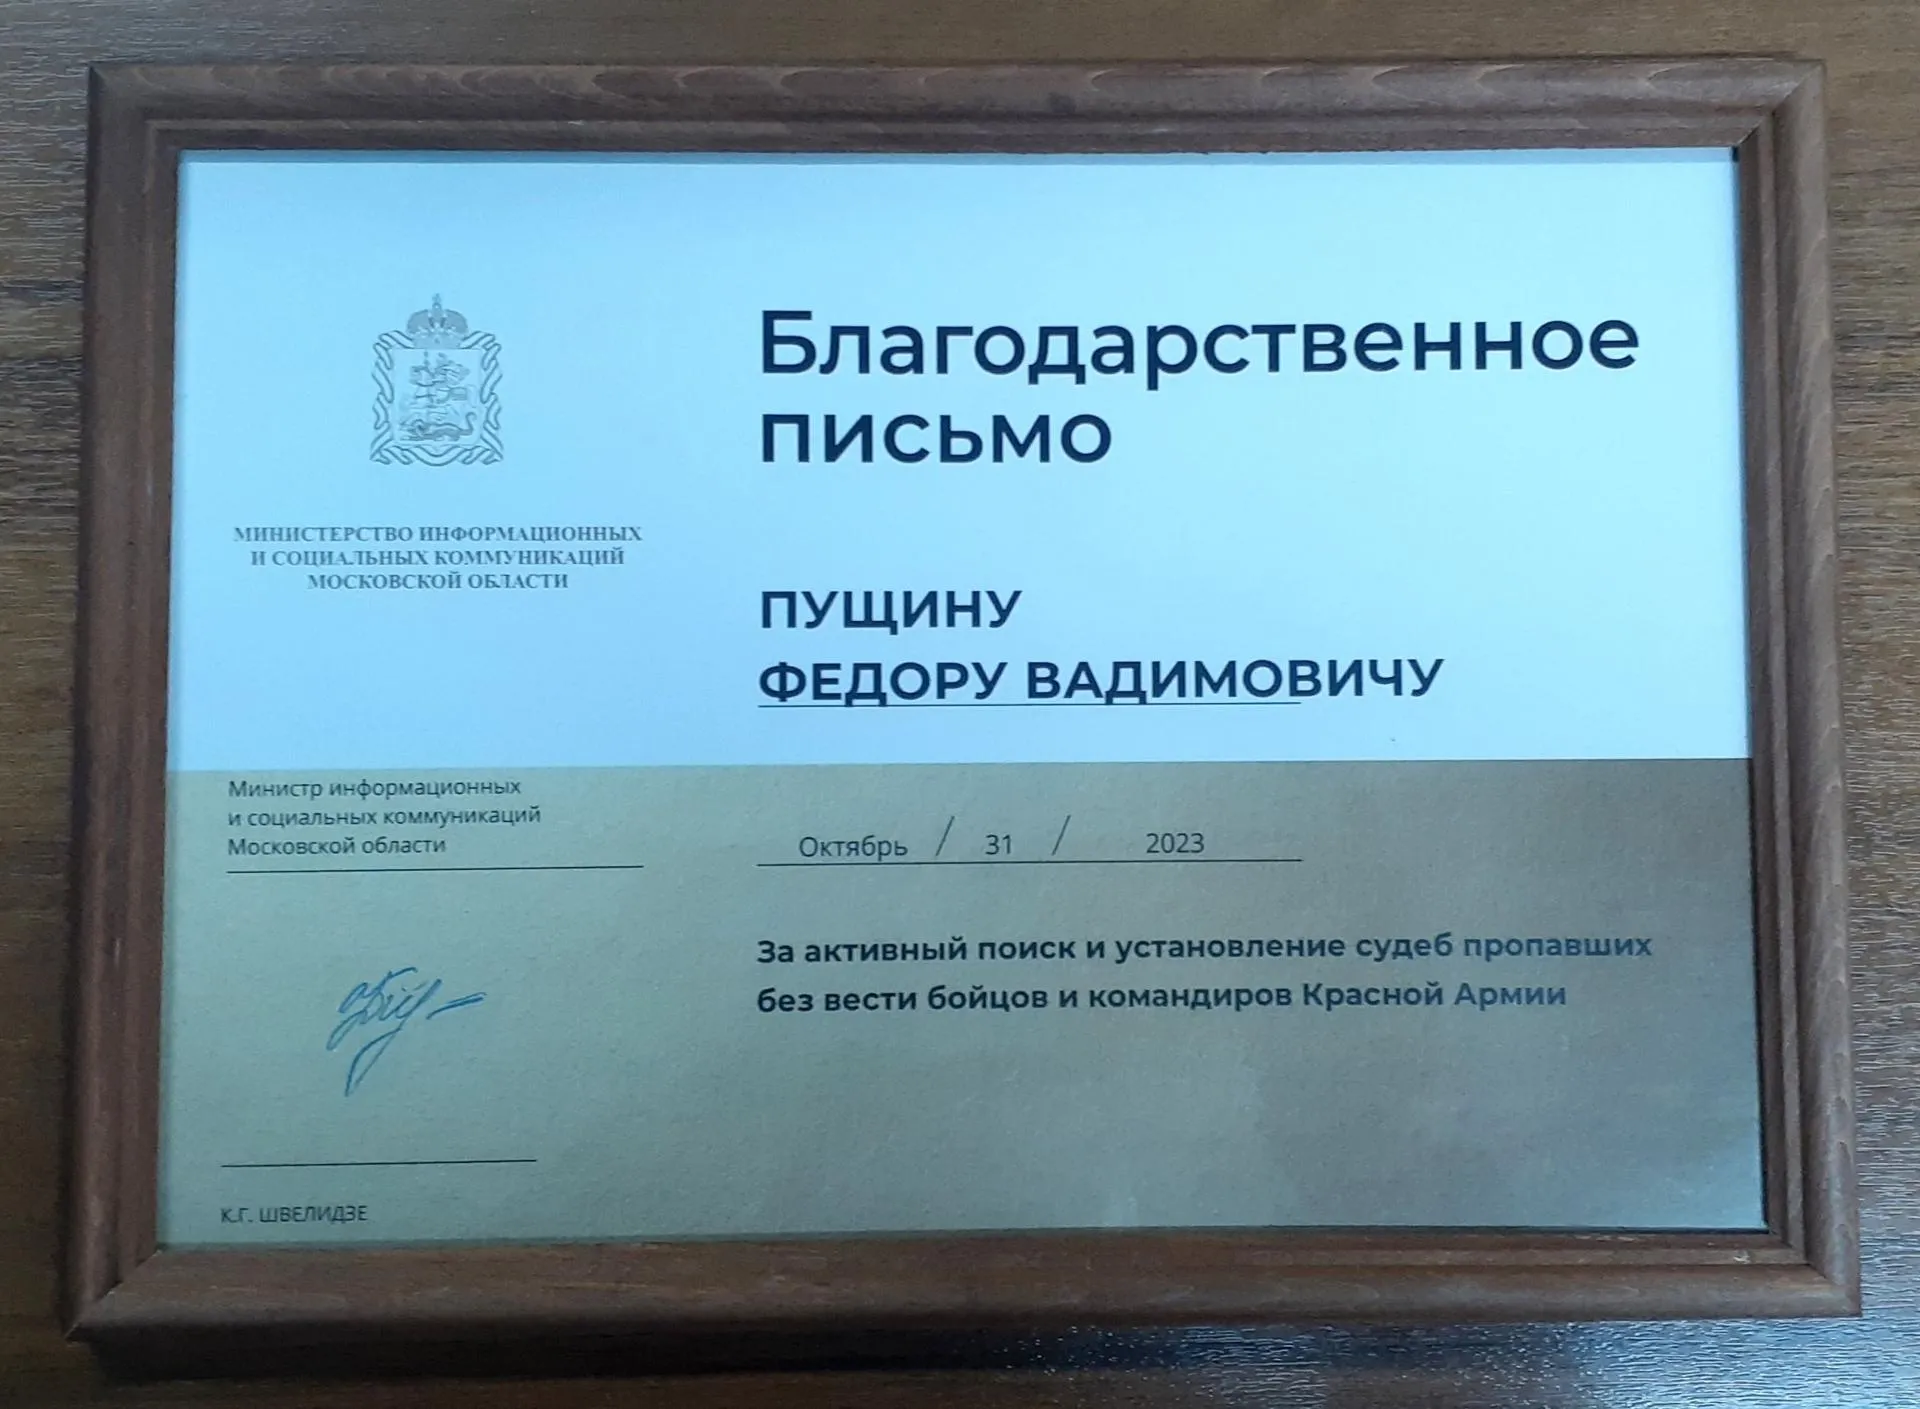 Благодарственное
письмо
МИНИСТЕРСТВО ИНФОРМАЦИОННЫХ
И СОЦИАЛЬНЫХ КОММУНИКАЦИЙ
МОСКОВСКОЙ ОБЛАСТИ
ПУЩИНУ
ФЕДОРУ ВАДИМОВИЧУ
Министр информационных
и социальных коммуникаций
Московской области
Октябрь / 31 / 2023
За активный поиск и установление судеб пропавших
без вести бойцов и командиров Красной Армии
К.Г. ШВЕЛИДЗЕ